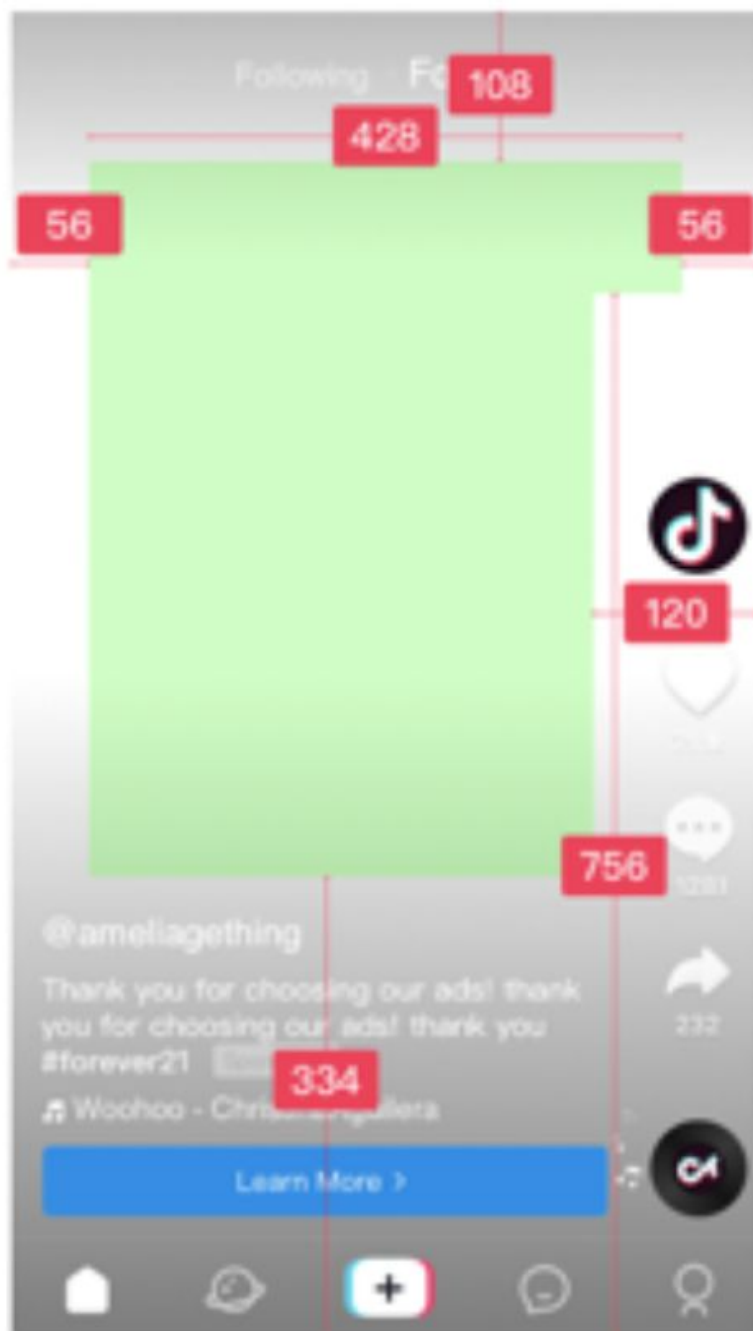 Following
108
428
56
56
120
756
@ameliagething
Thank you for choosing our ads! thank
you for choosing our ads! thank you
#forever21
232
334
Woohoo -
Learn More >